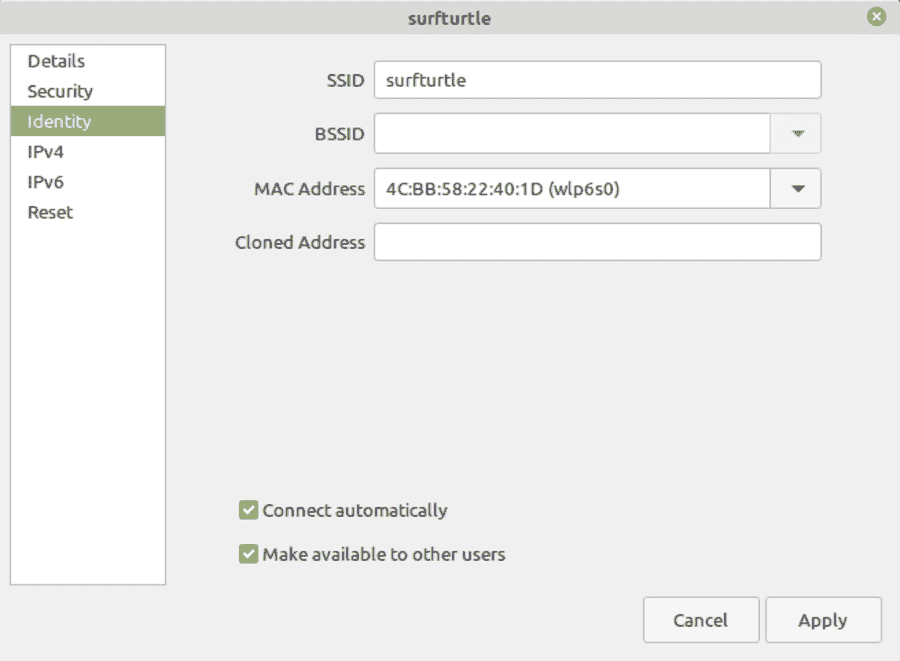 surfturtle
Details
Security
Identity
IPv4
IPv6
Reset
SSID surfturtle
BSSID
MAC Address 4C:BB:58:22:40:1D (wlp6s0)
Cloned Address
Connect automatically
Make available to other users
Cancel Apply